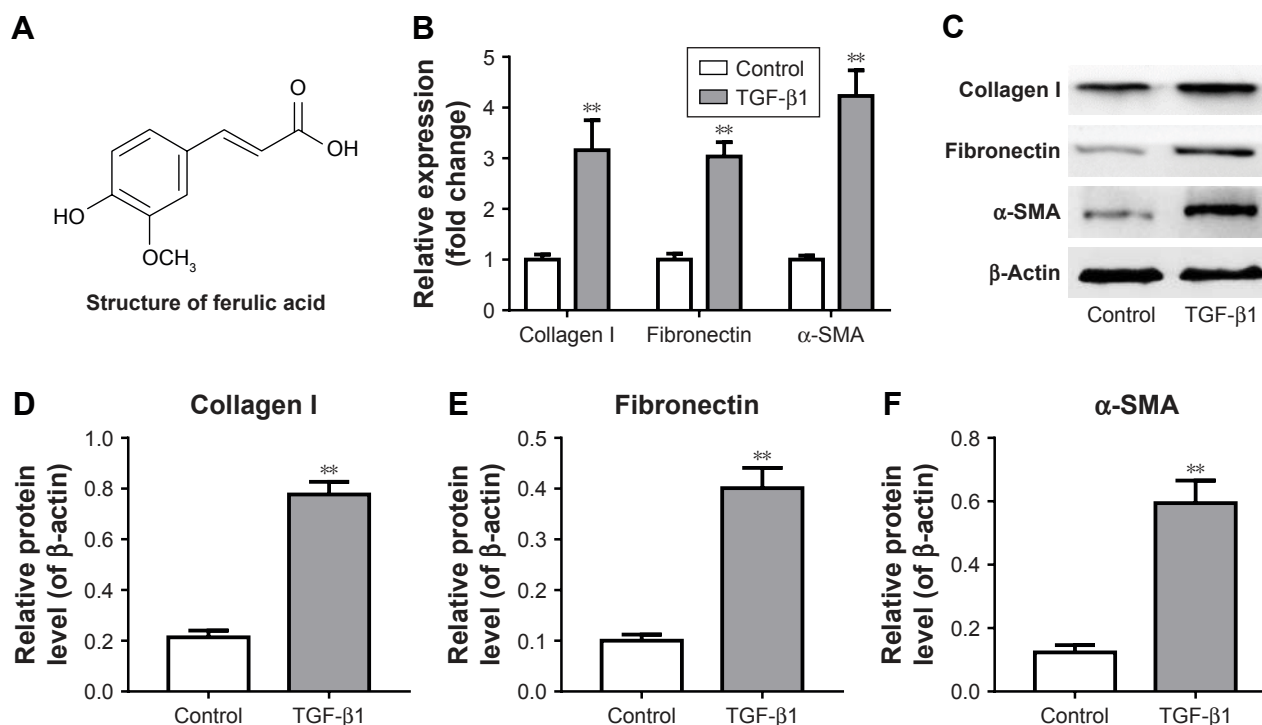 A
O
OH
HO
OCH3
Structure of ferulic acid
B
Relative expression
(fold change)
5
4
3
2
1
0
Control
TGF-β1
**
**
**
Collagen I
Fibronectin
α-SMA
C
Collagen I
Fibronectin
α-SMA
β-Actin
Control
TGF-β1
D
Collagen I
Relative protein
level (of β-actin)
1.0
0.8
0.6
0.4
0.2
0.0
**
Control
TGF-β1
E
Fibronectin
Relative protein
level (of β-actin)
0.5
0.4
0.3
0.2
0.1
0.0
**
Control
TGF-β1
F
α-SMA
Relative protein
level (of β-actin)
0.8
0.6
0.4
0.2
0.0
**
Control
TGF-β1